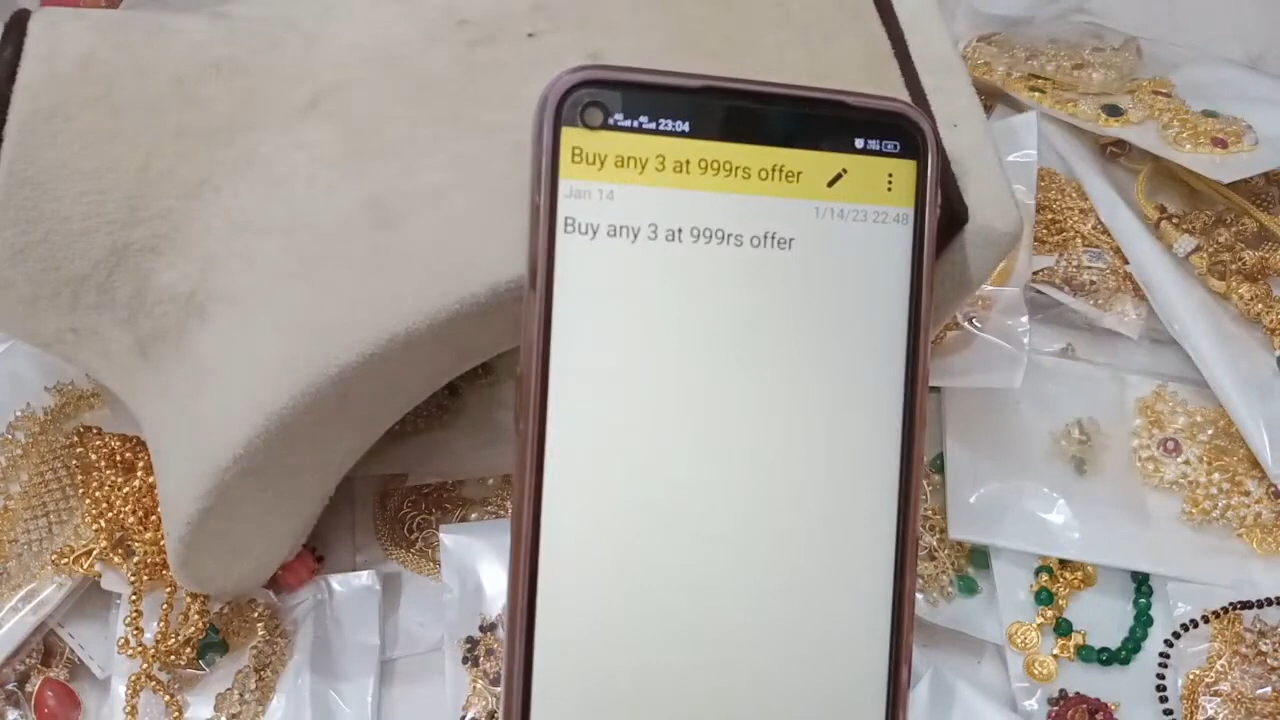 23:04
Buy any 3 at 999rs offer
Jan 14
1/14/23 22.48
Buy any 3 at 999rs offer